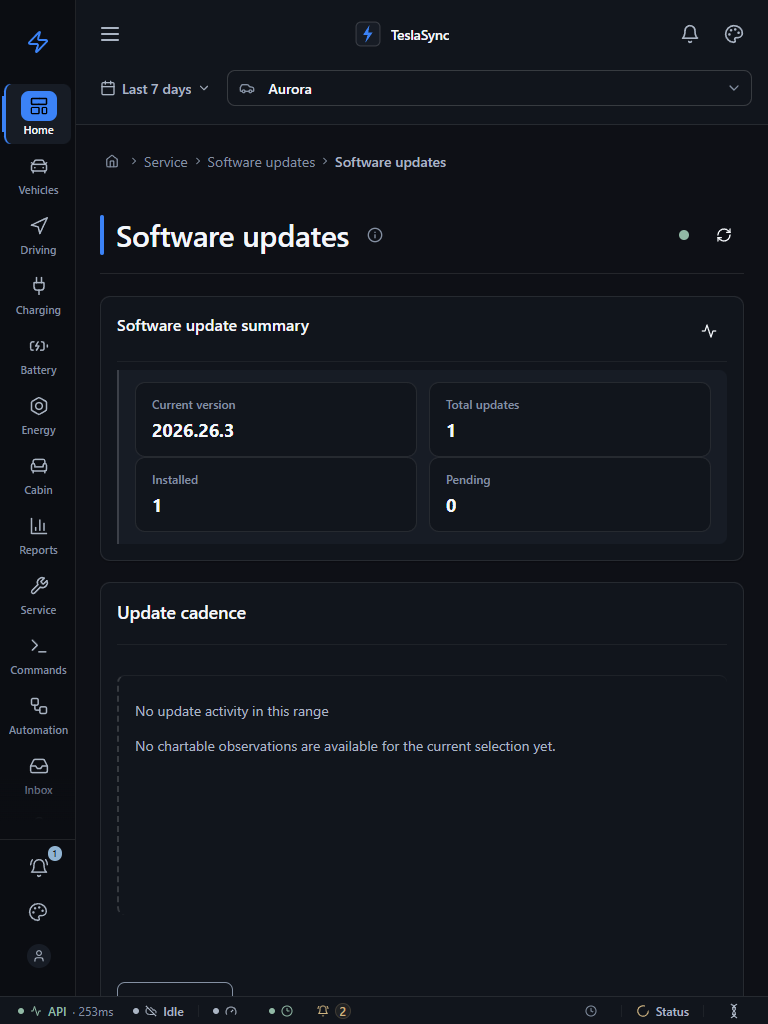 TeslaSync
Last 7 days
Aurora
Home
Vehicles
Driving
Charging
Battery
Energy
Cabin
Reports
Service
Commands
Automation
Inbox
1
Service
Software updates
Software updates
Software updates
Software update summary
Current version
2026.26.3
Total updates
1
Installed
1
Pending
0
Update cadence
No update activity in this range
No chartable observations are available for the current selection yet.
API · 253ms
Idle
2
Status